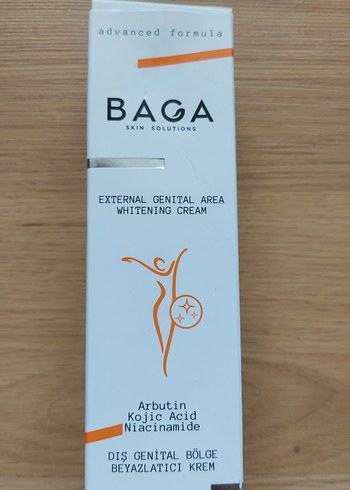 advanced formula
BAGA
SKIN SOLUTIONS
EXTERNAL GENITAL AREA
WHITENING CREAM
Arbutin
Kojic Acid
Niacinamide
DIŞ GENİTAL BÖLGE
BEYAZLATICI KREM